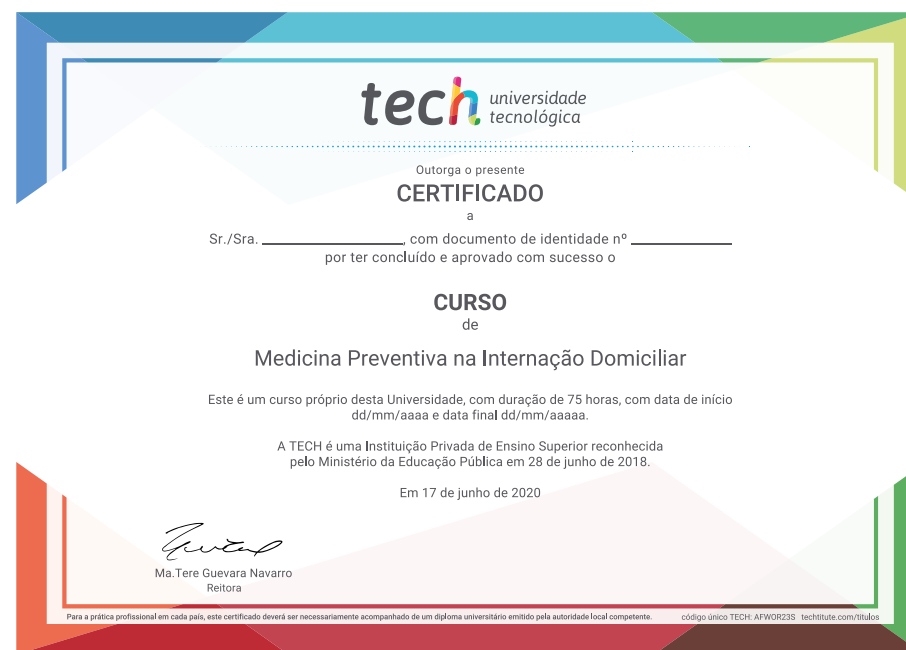 tech universidade
tecnológica
Outorga o presente
CERTIFICADO
a
Sr./Sra. ________________, com documento de identidade nº ____________
por ter concluído e aprovado com sucesso o
CURSO
de
Medicina Preventiva na Internação Domiciliar
Este é um curso próprio desta Universidade, com duração de 75 horas, com data de início
dd/mm/aaaa e data final dd/mm/aaaaa.
A TECH é uma Instituição Privada de Ensino Superior reconhecida
pelo Ministério da Educação Pública em 28 de junho de 2018.
Em 17 de junho de 2020
Ma.Tere Guevara Navarro
Reitora
Para a prática profissional em cada país, este certificado deverá ser necessariamente acompanhado de um diploma universitário emitido pela autoridade local competente. código único TECH: AFWOR23S techtitute.com/titulos